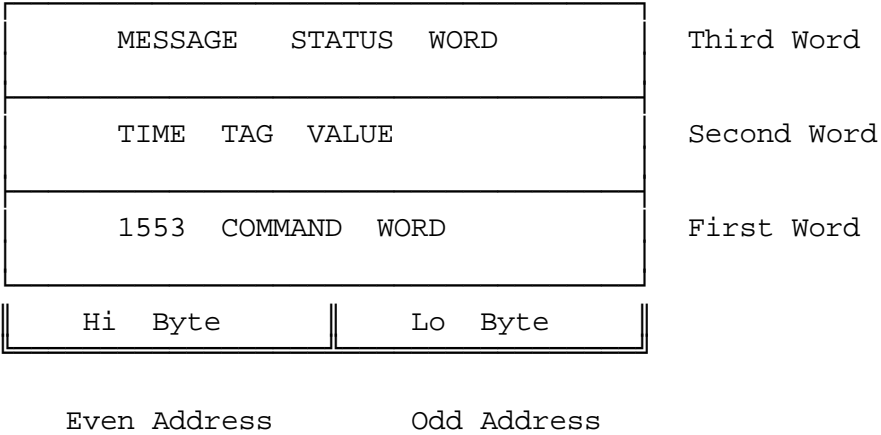 MESSAGE STATUS WORD Third Word
TIME TAG VALUE Second Word
1553 COMMAND WORD First Word
Hi Byte Lo Byte
Even Address Odd Address